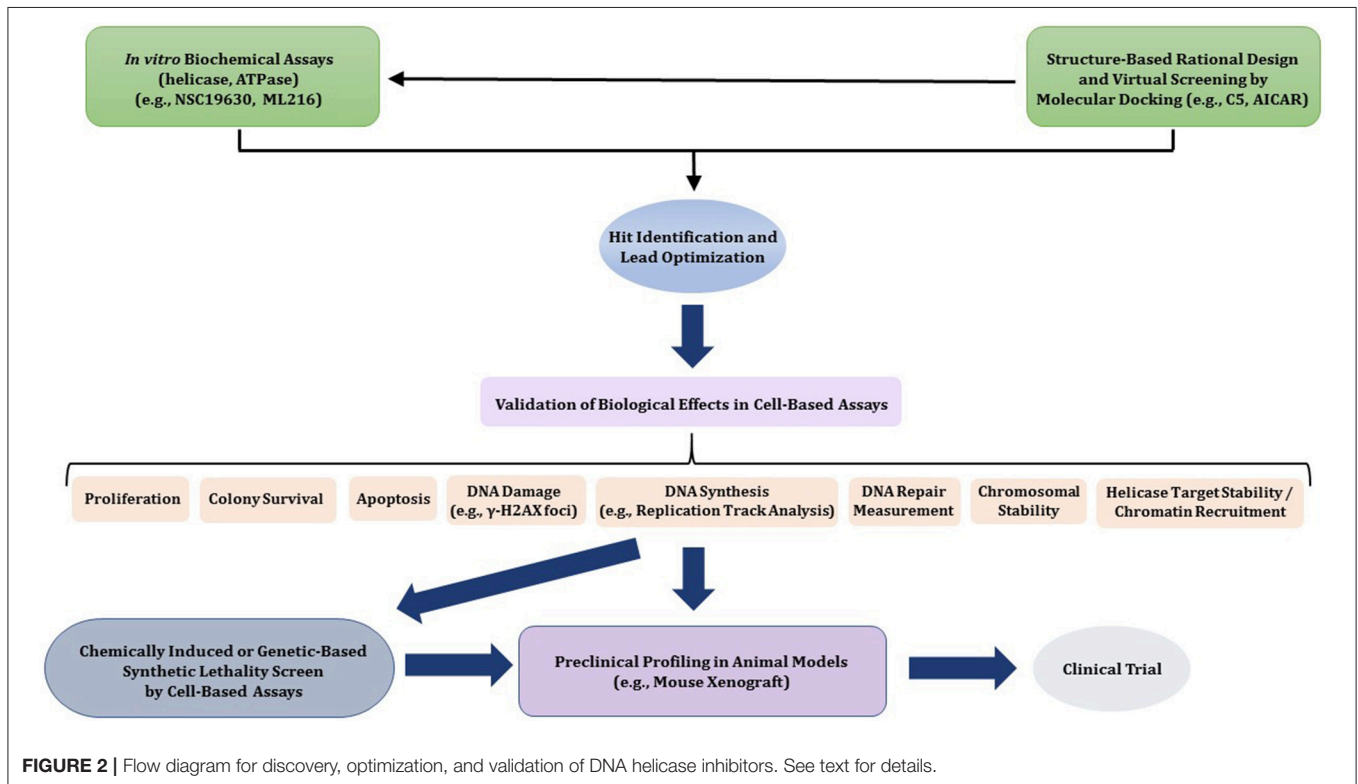 In vitro Biochemical Assays
(helicase, ATPase)
(e.g., NSC19630, ML216)
Structure-Based Rational Design
and Virtual Screening by
Molecular Docking (e.g., C5, AICAR)
Hit Identification and
Lead Optimization
Validation of Biological Effects in Cell-Based Assays
Proliferation
Colony Survival
Apoptosis
DNA Damage
(e.g., γ-H2AX foci)
DNA Synthesis
(e.g., Replication Track Analysis)
DNA Repair
Measurement
Chromosomal
Stability
Helicase Target Stability /
Chromatin Recruitment
Chemically Induced or Genetic-Based
Synthetic Lethality Screen
by Cell-Based Assays
Preclinical Profiling in Animal Models
(e.g., Mouse Xenograft)
Clinical Trial
FIGURE 2 | Flow diagram for discovery, optimization, and validation of DNA helicase inhibitors. See text for details.